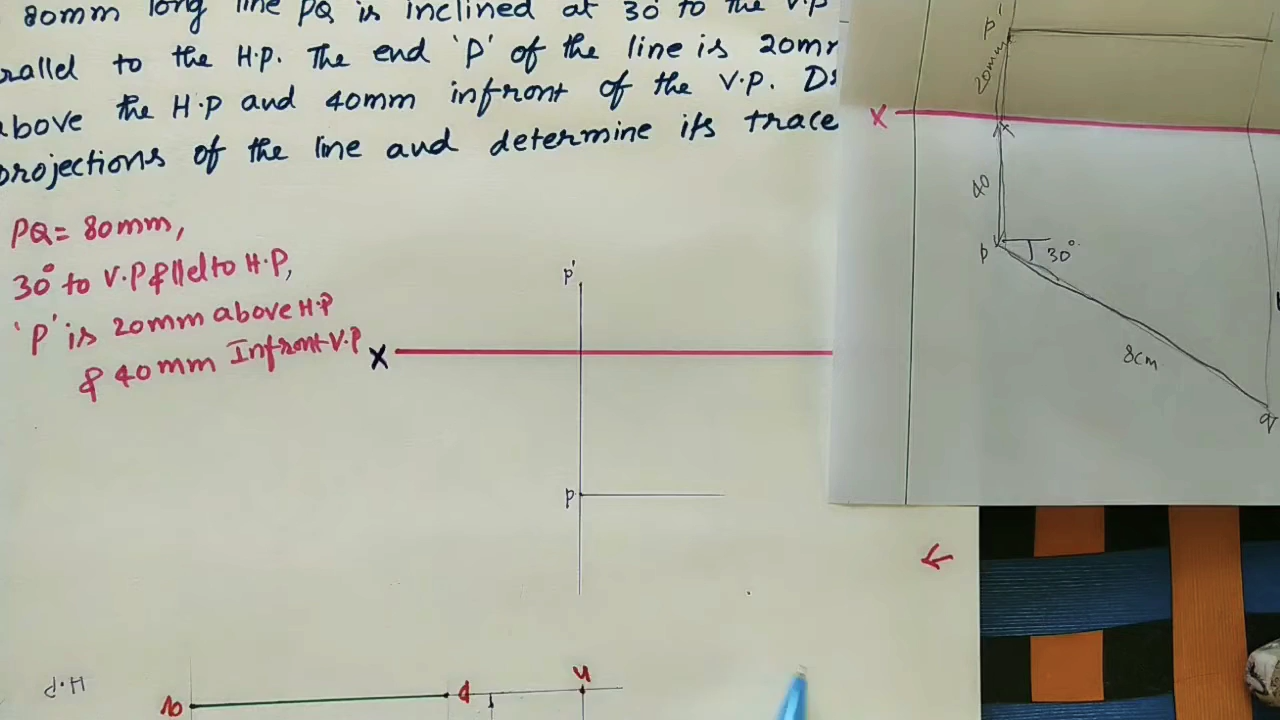 80mm long line PQ is inclined at 30° to the V.P
rallel to the H.P. The end 'P' of the line is 20m
above the H.P and 40mm infront of the V.P. D
projections of the line and determine its trace
PQ = 80mm,
30° to V.P & llel to H.P,
'P' is 20mm above H.P
& 40mm Infront V.P
X
p'
p
p'
20mm
X
40
p
30°
8cm
q
H.P